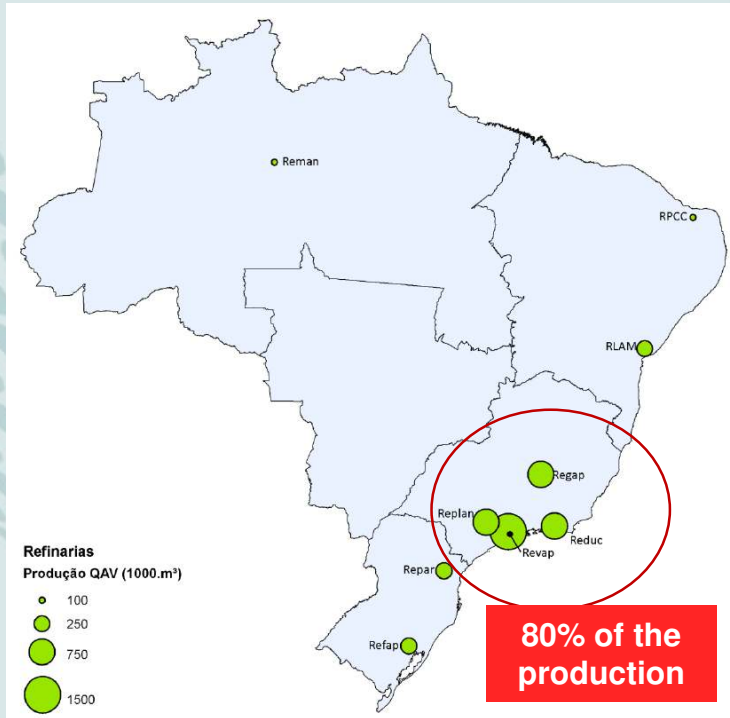 Reman
RPCC
RLAM
Regap
Replan
Reduc
Revap
Repar
Refap
Refinarias
Produção QAV (1000.m³)
100
250
750
1500
80% of the
production